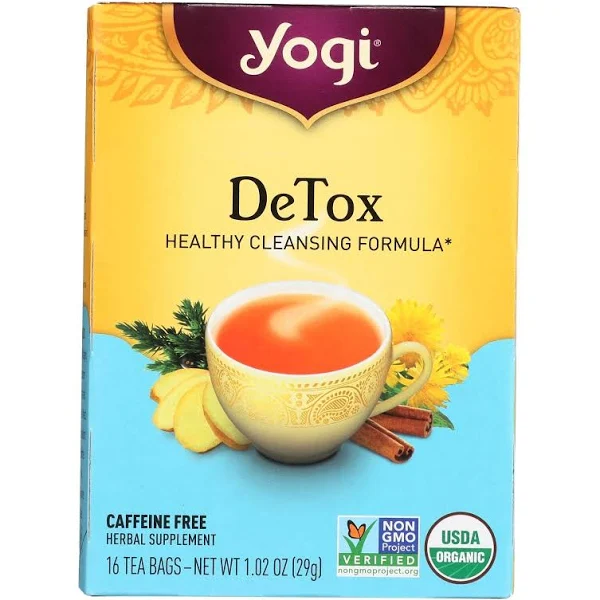 yogi®
DeTox
HEALTHY CLEANSING FORMULA*
CAFFEINE FREE
HERBAL SUPPLEMENT
16 TEA BAGS – NET WT 1.02 OZ (29g)
NON
GMO
Project
VERIFIED
nongmoproject.org
USDA
ORGANIC